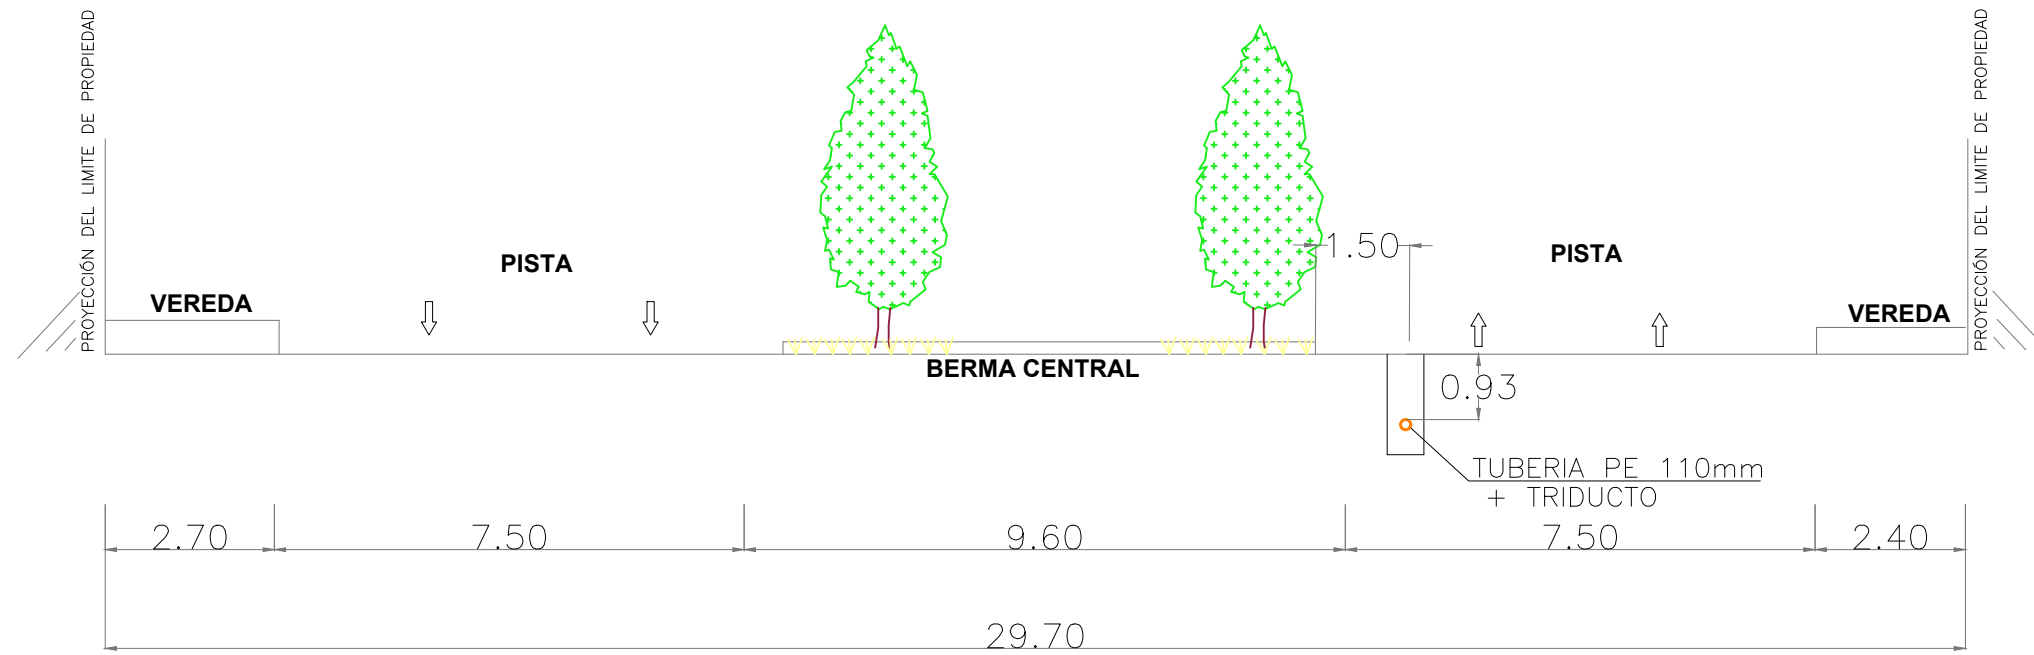 PROYECCIÓN DEL LIMITE DE PROPIEDAD
VEREDA
PISTA
1.50
PISTA
VEREDA
PROYECCIÓN DEL LIMITE DE PROPIEDAD
BERMA CENTRAL
0.93
TUBERIA PE 110mm
+ TRIDUCTO
2.70
7.50
9.60
7.50
2.40
29.70